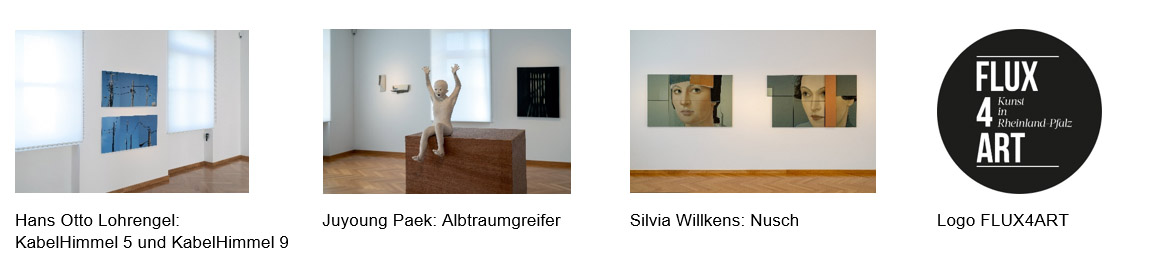 FLUX
4 Kunst
in
Rheinland-Pfalz
ART
Hans Otto Lohrengel:
KabelHimmel 5 und KabelHimmel 9
Juyoung Paek: Albtraumgreifer
Silvia Willkens: Nusch
Logo FLUX4ART